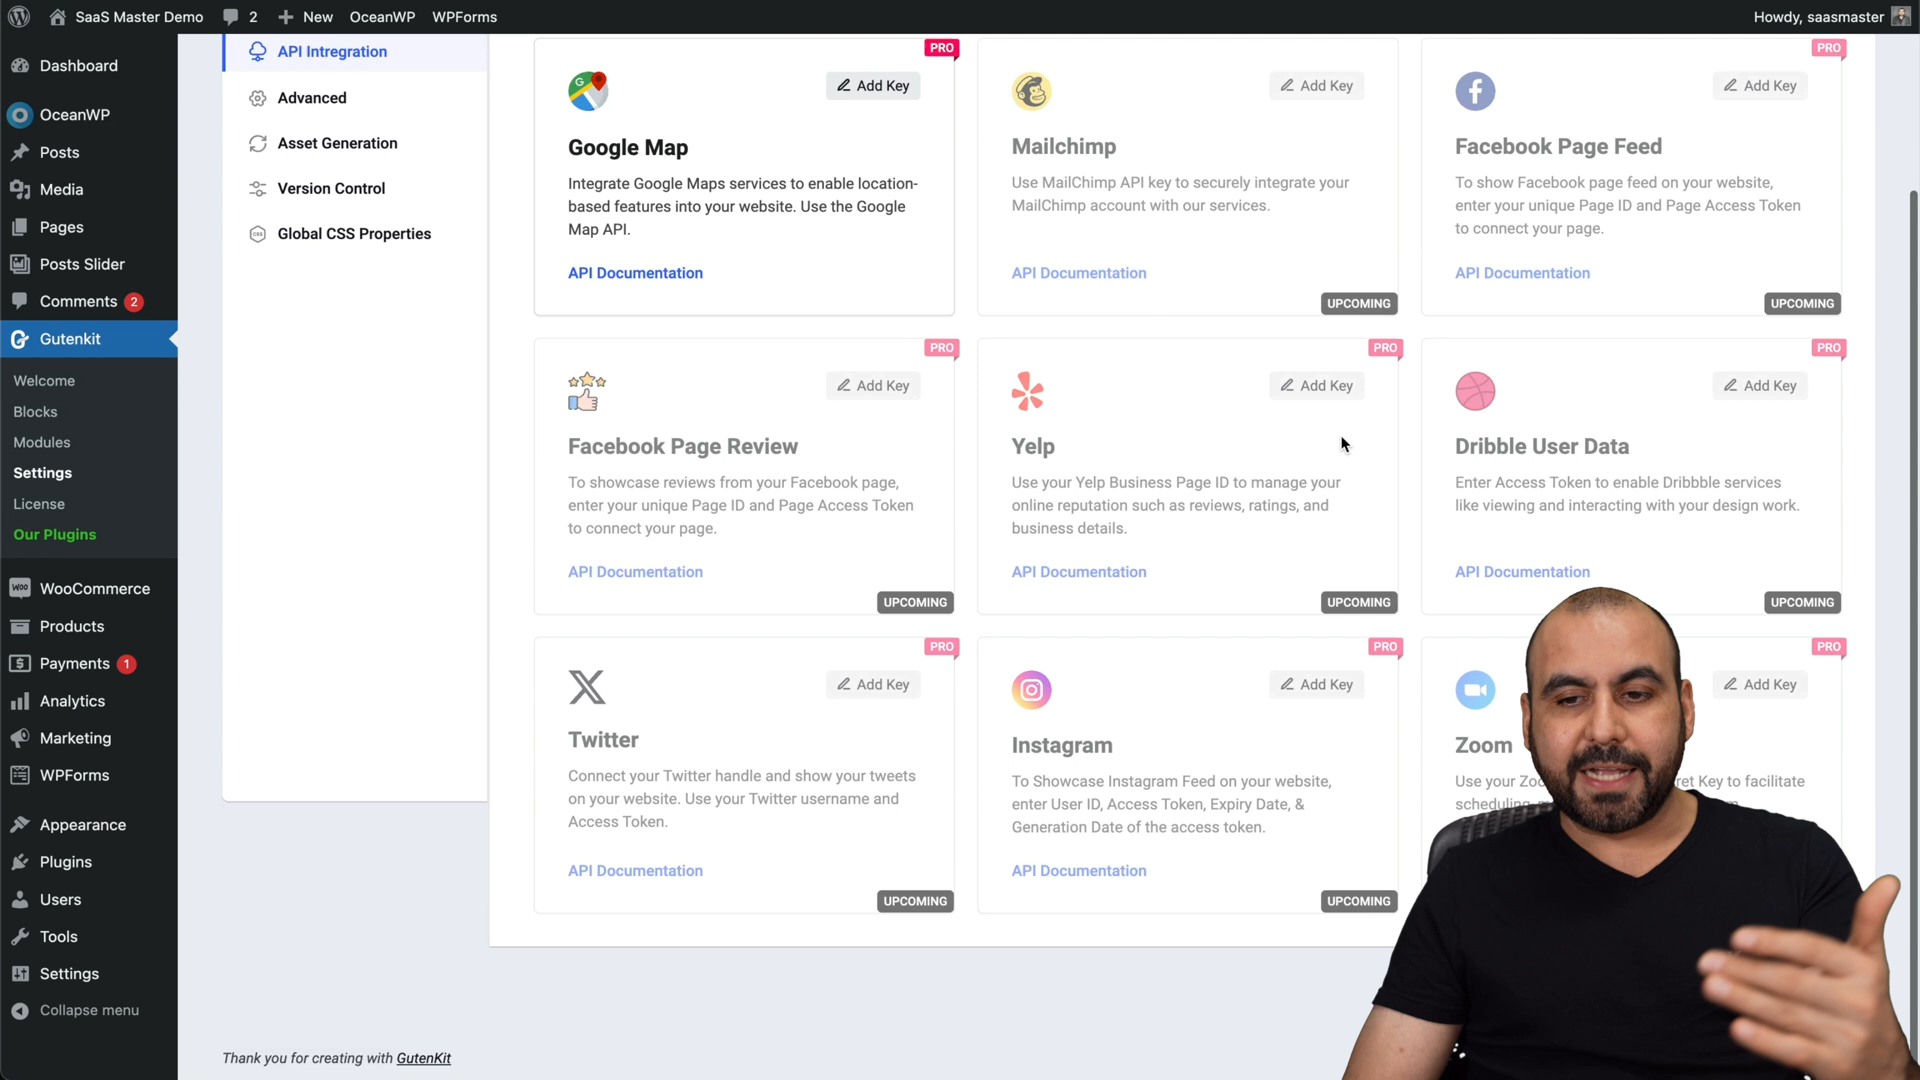 SaaS Master Demo 2 New OceanWP WPForms Howdy, saasmaster
Dashboard
OceanWP
Posts
Media
Pages
Posts Slider
Comments 2
Gutenkit
Welcome
Blocks
Modules
Settings
License
Our Plugins
WooCommerce
Products
Payments 1
Analytics
Marketing
WPForms
Appearance
Plugins
Users
Tools
Settings
Collapse menu
API Intregration
Advanced
Asset Generation
Version Control
Global CSS Properties
PRO
Add Key
Google Map
Integrate Google Maps services to enable location-
based features into your website. Use the Google
Map API.
API Documentation
Add Key
Mailchimp
Use MailChimp API key to securely integrate your
MailChimp account with our services.
API Documentation
UPCOMING
PRO
Add Key
Facebook Page Feed
To show Facebook page feed on your website,
enter your unique Page ID and Page Access Token
to connect your page.
API Documentation
UPCOMING
PRO
Add Key
Facebook Page Review
To showcase reviews from your Facebook page,
enter your unique Page ID and Page Access Token
to connect your page.
API Documentation
UPCOMING
PRO
Add Key
Yelp
Use your Yelp Business Page ID to manage your
online reputation such as reviews, ratings, and
business details.
API Documentation
UPCOMING
PRO
Add Key
Dribble User Data
Enter Access Token to enable Dribbble services
like viewing and interacting with your design work.
API Documentation
UPCOMING
PRO
Add Key
Twitter
Connect your Twitter handle and show your tweets
on your website. Use your Twitter username and
Access Token.
API Documentation
UPCOMING
PRO
Add Key
Instagram
To Showcase Instagram Feed on your website,
enter User ID, Access Token, Expiry Date, &
Generation Date of the access token.
API Documentation
UPCOMING
PRO
Add Key
Zoom
Use your Key to facilitate
Thank you for creating with GutenKit